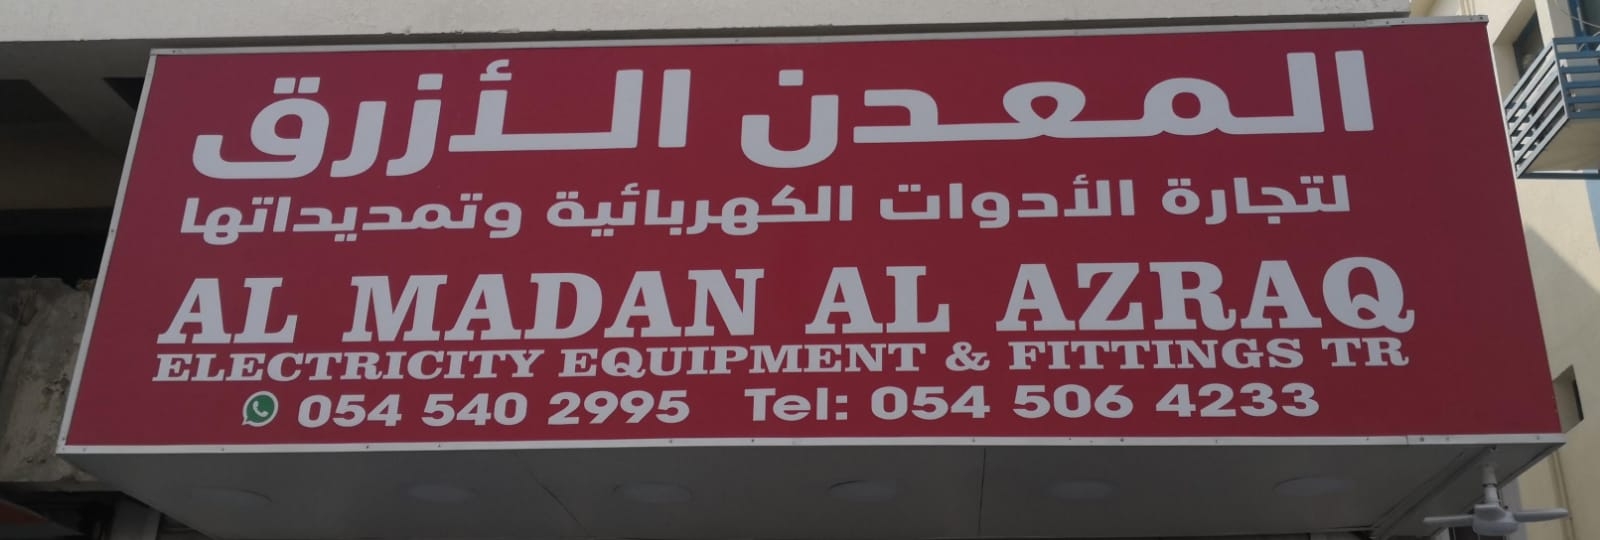 المعدن الأزرق
لتجارة الأدوات الكهربائية وتمديداتها
AL MADAN AL AZRAQ
ELECTRICITY EQUIPMENT & FITTINGS TR
054 540 2995 Tel: 054 506 4233